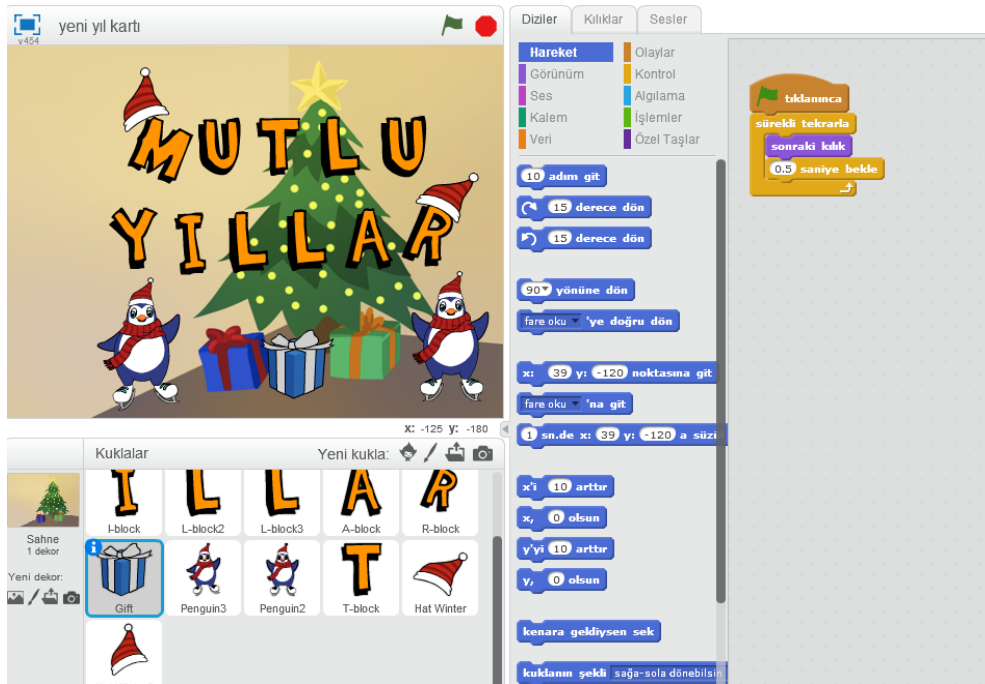 yeni yıl kartı
v454
MUTLU
YILLAR
X: -125 y: -180
Kuklalar
Yeni kukla:
Sahne
1 dekor
Yeni dekor:
I
L
L
A
R
I-block
L-block2
L-block3
A-block
R-block
T
Gift
Penguin3
Penguin2
T-block
Hat Winter
Diziler
Kılıklar
Sesler
Hareket
Olaylar
Görünüm
Kontrol
Ses
Algılama
Kalem
İşlemler
Veri
Özel Taşlar
10 adım git
15 derece dön
15 derece dön
90 yönüne dön
fare oku 'ye doğru dön
x: 39 y: -120 noktasına git
fare oku 'na git
1 sn.de x: 39 y: -120 a süzü
x'i 10 arttır
x, 0 olsun
y'yi 10 arttır
y, 0 olsun
kenara geldiysen sek
kuklanın şekli sağa-sola dönebilsin
tıklanınca
sürekli tekrarla
sonraki kılık
0.5 saniye bekle